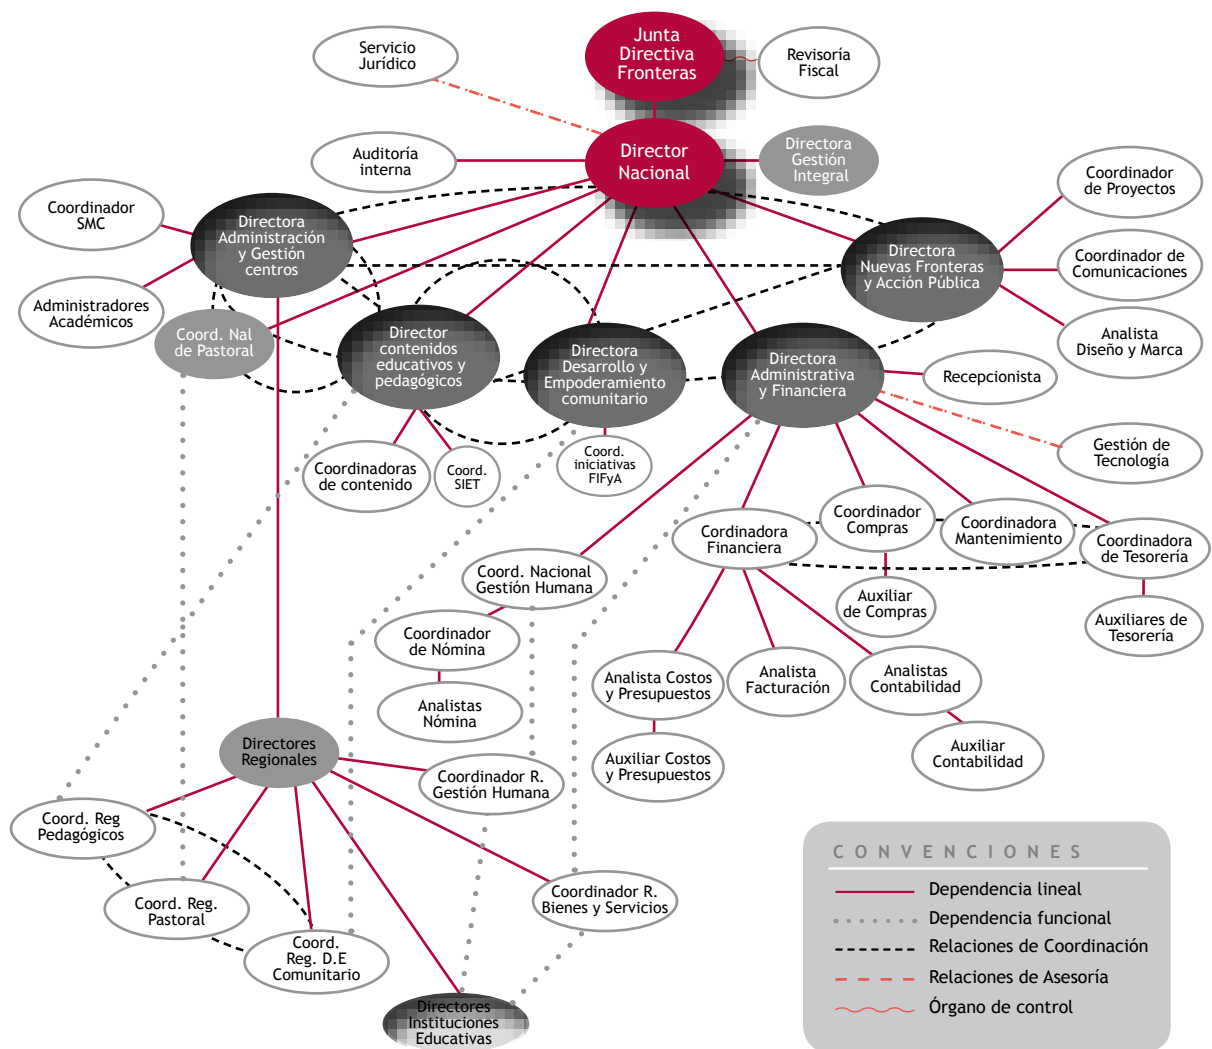 Junta
Directiva
Fronteras
Servicio
Jurídico
Revisoría
Fiscal
Auditoría
interna
Director
Nacional
Directora
Gestión
Integral
Coordinador
de Proyectos
Coordinador
SMC
Directora
Administración
y Gestión
centros
Directora
Nuevas Fronteras
y Acción Pública
Coordinador de
Comunicaciones
Administradores
Académicos
Coord. Nal
de Pastoral
Director
contenidos
educativos y
pedagógicos
Directora
Desarrollo y
Empoderamiento
comunitario
Directora
Administrativa
y Financiera
Analista
Diseño y Marca
Recepcionista
Gestión de
Tecnología
Coordinadoras
de contenido
Coord.
SIET
Coord.
iniciativas
FIFyA
Cordinadora
Financiera
Coordinador
Compras
Coordinadora
Mantenimiento
Coordinadora
de Tesorería
Coord. Nacional
Gestión Humana
Auxiliar
de Compras
Auxiliares de
Tesorería
Coordinador
de Nómina
Analistas
Nómina
Analista Costos
y Presupuestos
Analista
Facturación
Analistas
Contabilidad
Auxiliar Costos
y Presupuestos
Auxiliar
Contabilidad
Directores
Regionales
Coordinador R.
Gestión Humana
Coord. Reg
Pedagógicos
Coord. Reg.
Pastoral
Coord.
Reg. D.E
Comunitario
Coordinador R.
Bienes y Servicios
Directores
Instituciones
Educativas
CONVENCIONES
Dependencia lineal
Dependencia funcional
Relaciones de Coordinación
Relaciones de Asesoría
Órgano de control